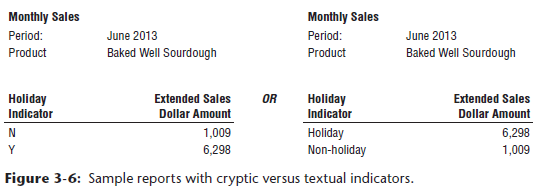 Monthly Sales
Period: June 2013
Product Baked Well Sourdough
Holiday Indicator Extended Sales Dollar Amount
N 1,009
Y 6,298
OR
Monthly Sales
Period: June 2013
Product Baked Well Sourdough
Holiday Indicator Extended Sales Dollar Amount
Holiday 6,298
Non-holiday 1,009
Figure 3-6: Sample reports with cryptic versus textual indicators.